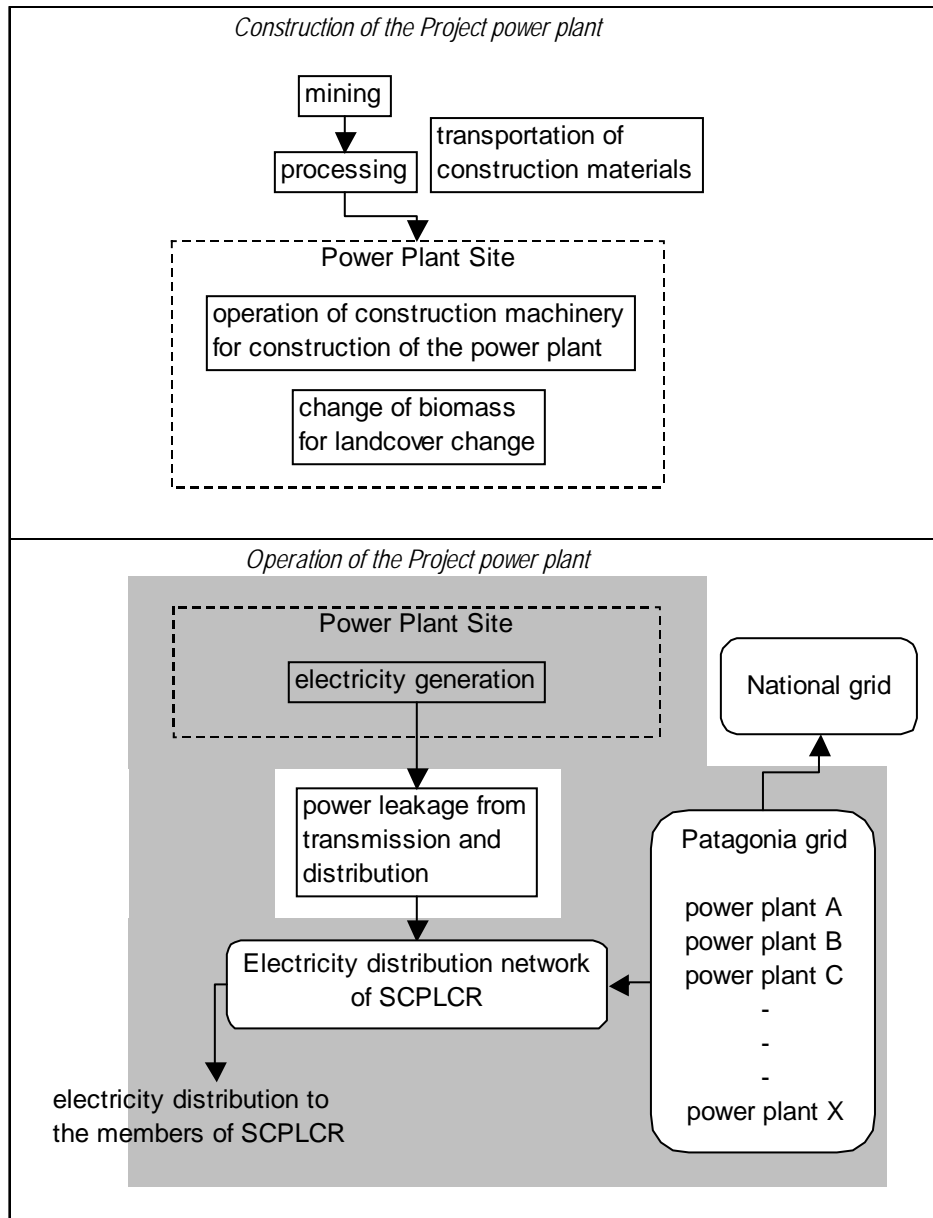 Construction of the Project power plant
mining
processing
transportation of
construction materials
Power Plant Site
operation of construction machinery
for construction of the power plant
change of biomass
for landcover change
Operation of the Project power plant
Power Plant Site
electricity generation
National grid
power leakage from
transmission and
distribution
Patagonia grid
power plant A
power plant B
power plant C
-
-
-
power plant X
Electricity distribution network
of SCPLCR
electricity distribution to
the members of SCPLCR